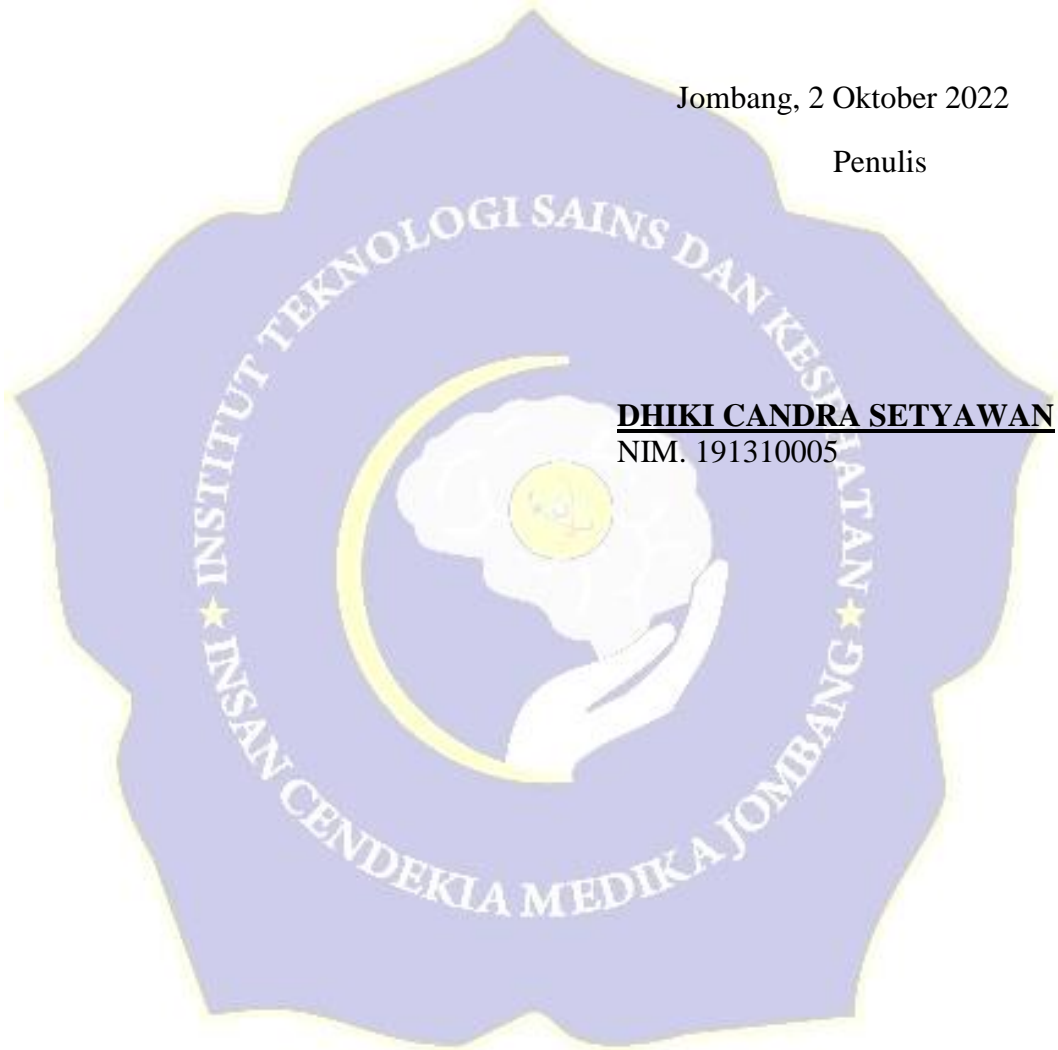 Jombang, 2 Oktober 2022
Penulis
INSTITUT TEKNOLOGI SAINS DAN KESEHATAN
DHIKI CANDRA SETYAWAN
NIM. 191310005
★ INSAN CENDEKIA MEDIKA JOMBANG ★